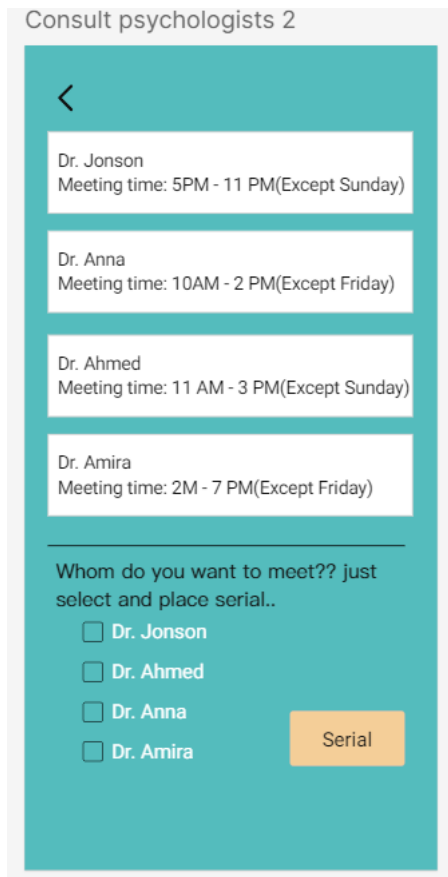 Consult psychologists 2
Dr. Jonson
Meeting time: 5PM - 11 PM(Except Sunday)
Dr. Anna
Meeting time: 10AM - 2 PM(Except Friday)
Dr. Ahmed
Meeting time: 11 AM - 3 PM(Except Sunday)
Dr. Amira
Meeting time: 2M - 7 PM(Except Friday)
Whom do you want to meet?? just
select and place serial..
Dr. Jonson
Dr. Ahmed
Dr. Anna
Dr. Amira
Serial